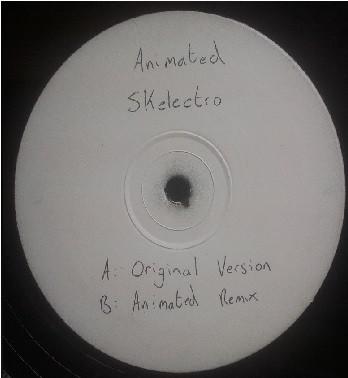 Animated
SKelectro
A: Original Version
B: Animated Remix